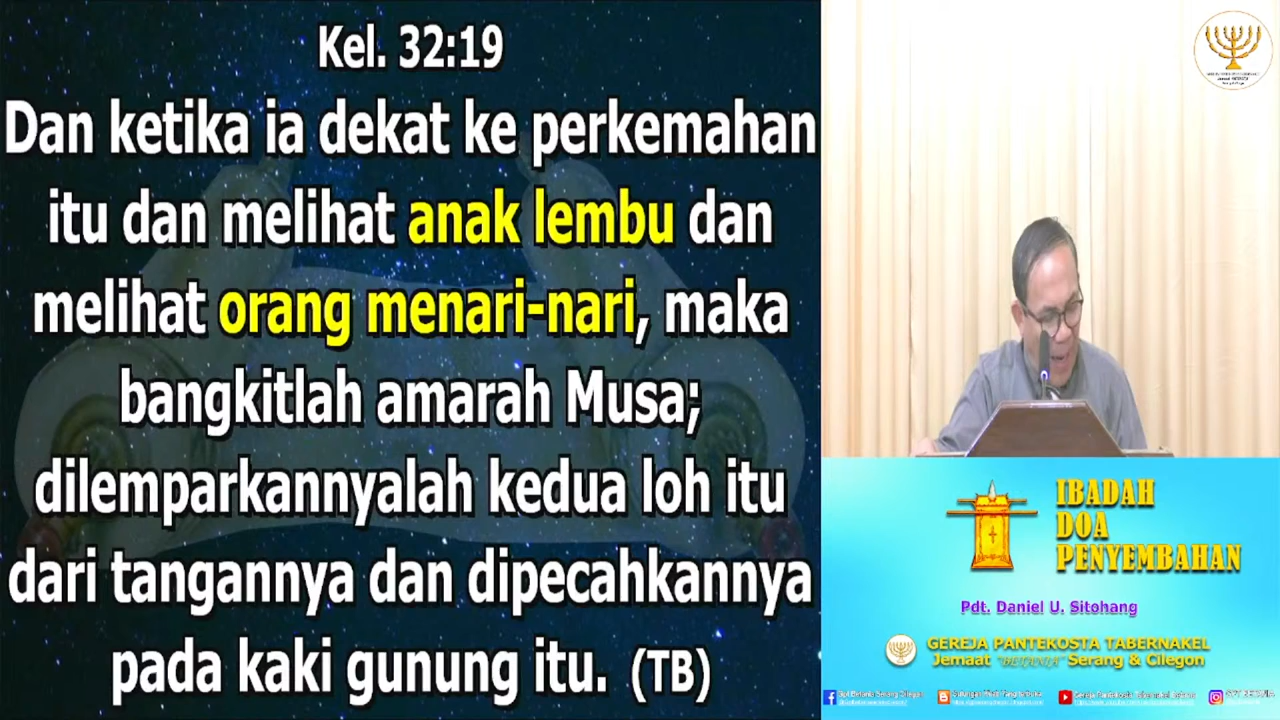 Kel. 32:19
Dan ketika ia dekat ke perkemahan
itu dan melihat anak lembu dan
melihat orang menari-nari, maka
bangkitlah amarah Musa;
dilemparkannyalah kedua loh itu
dari tangannya dan dipecahkannya
pada kaki gunung itu. (TB)
IBADAH
DOA
PENYEMBAHAN
Pdt. Daniel U. Sitohang
GEREJA PANTEKOSTA TABERNAKEL
Jemaat "BETANIA" Serang & Cilegon